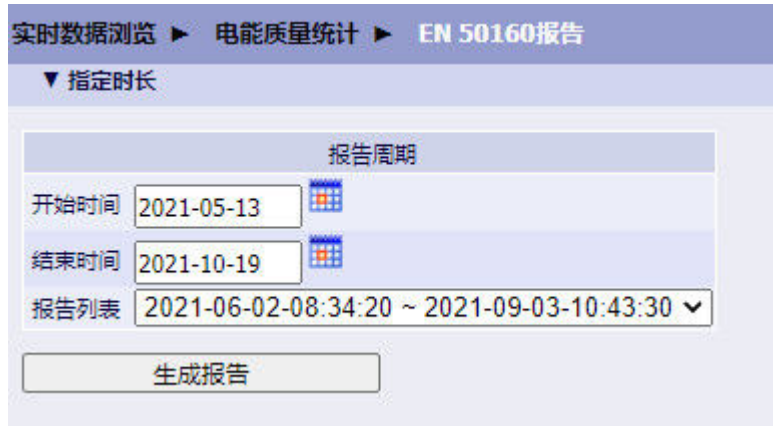 实时数据浏览 ► 电能质量统计 ► EN 50160报告
▼ 指定时长
报告周期
开始时间 2021-05-13
结束时间 2021-10-19
报告列表 2021-06-02-08:34:20 ~ 2021-09-03-10:43:30
生成报告